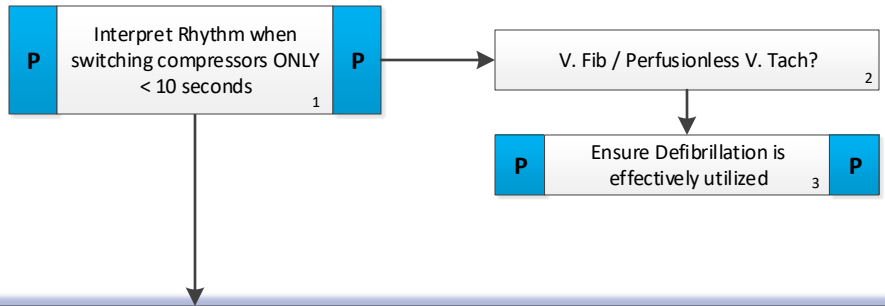 P
Interpret Rhythm when
switching compressors ONLY
< 10 seconds
1
P
V. Fib / Perfusionless V. Tach?
2
P
Ensure Defibrillation is
effectively utilized
3
P